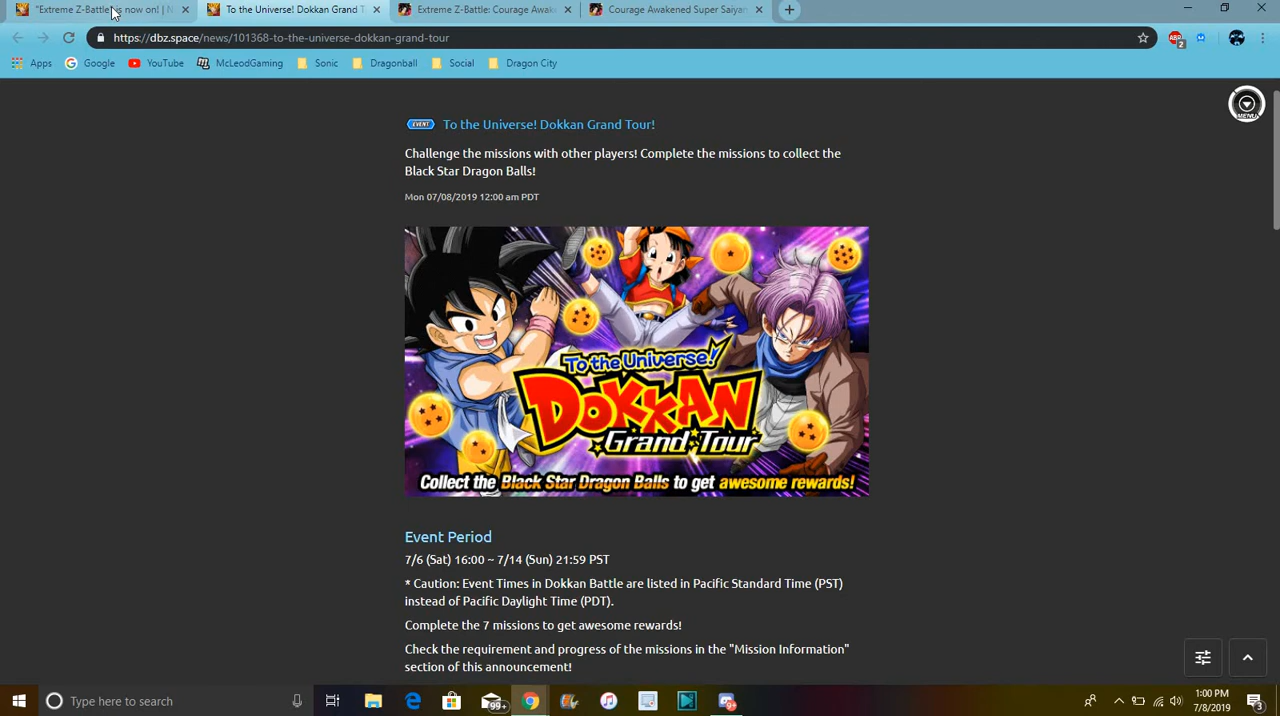 "Extreme Z-Battle" is now on! | N
To the Universe! Dokkan Grand T
Extreme Z-Battle: Courage Awake
Courage Awakened Super Saiyan
https://dbz.space/news/101368-to-the-universe-dokkan-grand-tour
ABP
2
Apps
Google
YouTube
McLeodGaming
Sonic
Dragonball
Social
Dragon City
MENU
EVENT
To the Universe! Dokkan Grand Tour!
Challenge the missions with other players! Complete the missions to collect the
Black Star Dragon Balls!
Mon 07/08/2019 12:00 am PDT
To the Universe!
DOKKAN
Grand Tour
Collect the Black Star Dragon Balls to get awesome rewards!
Event Period
7/6 (Sat) 16:00 ~ 7/14 (Sun) 21:59 PST
* Caution: Event Times in Dokkan Battle are listed in Pacific Standard Time (PST)
instead of Pacific Daylight Time (PDT).
Complete the 7 missions to get awesome rewards!
Check the requirement and progress of the missions in the "Mission Information"
section of this announcement!
Type here to search
99+
9+
1:00 PM
7/8/2019
3